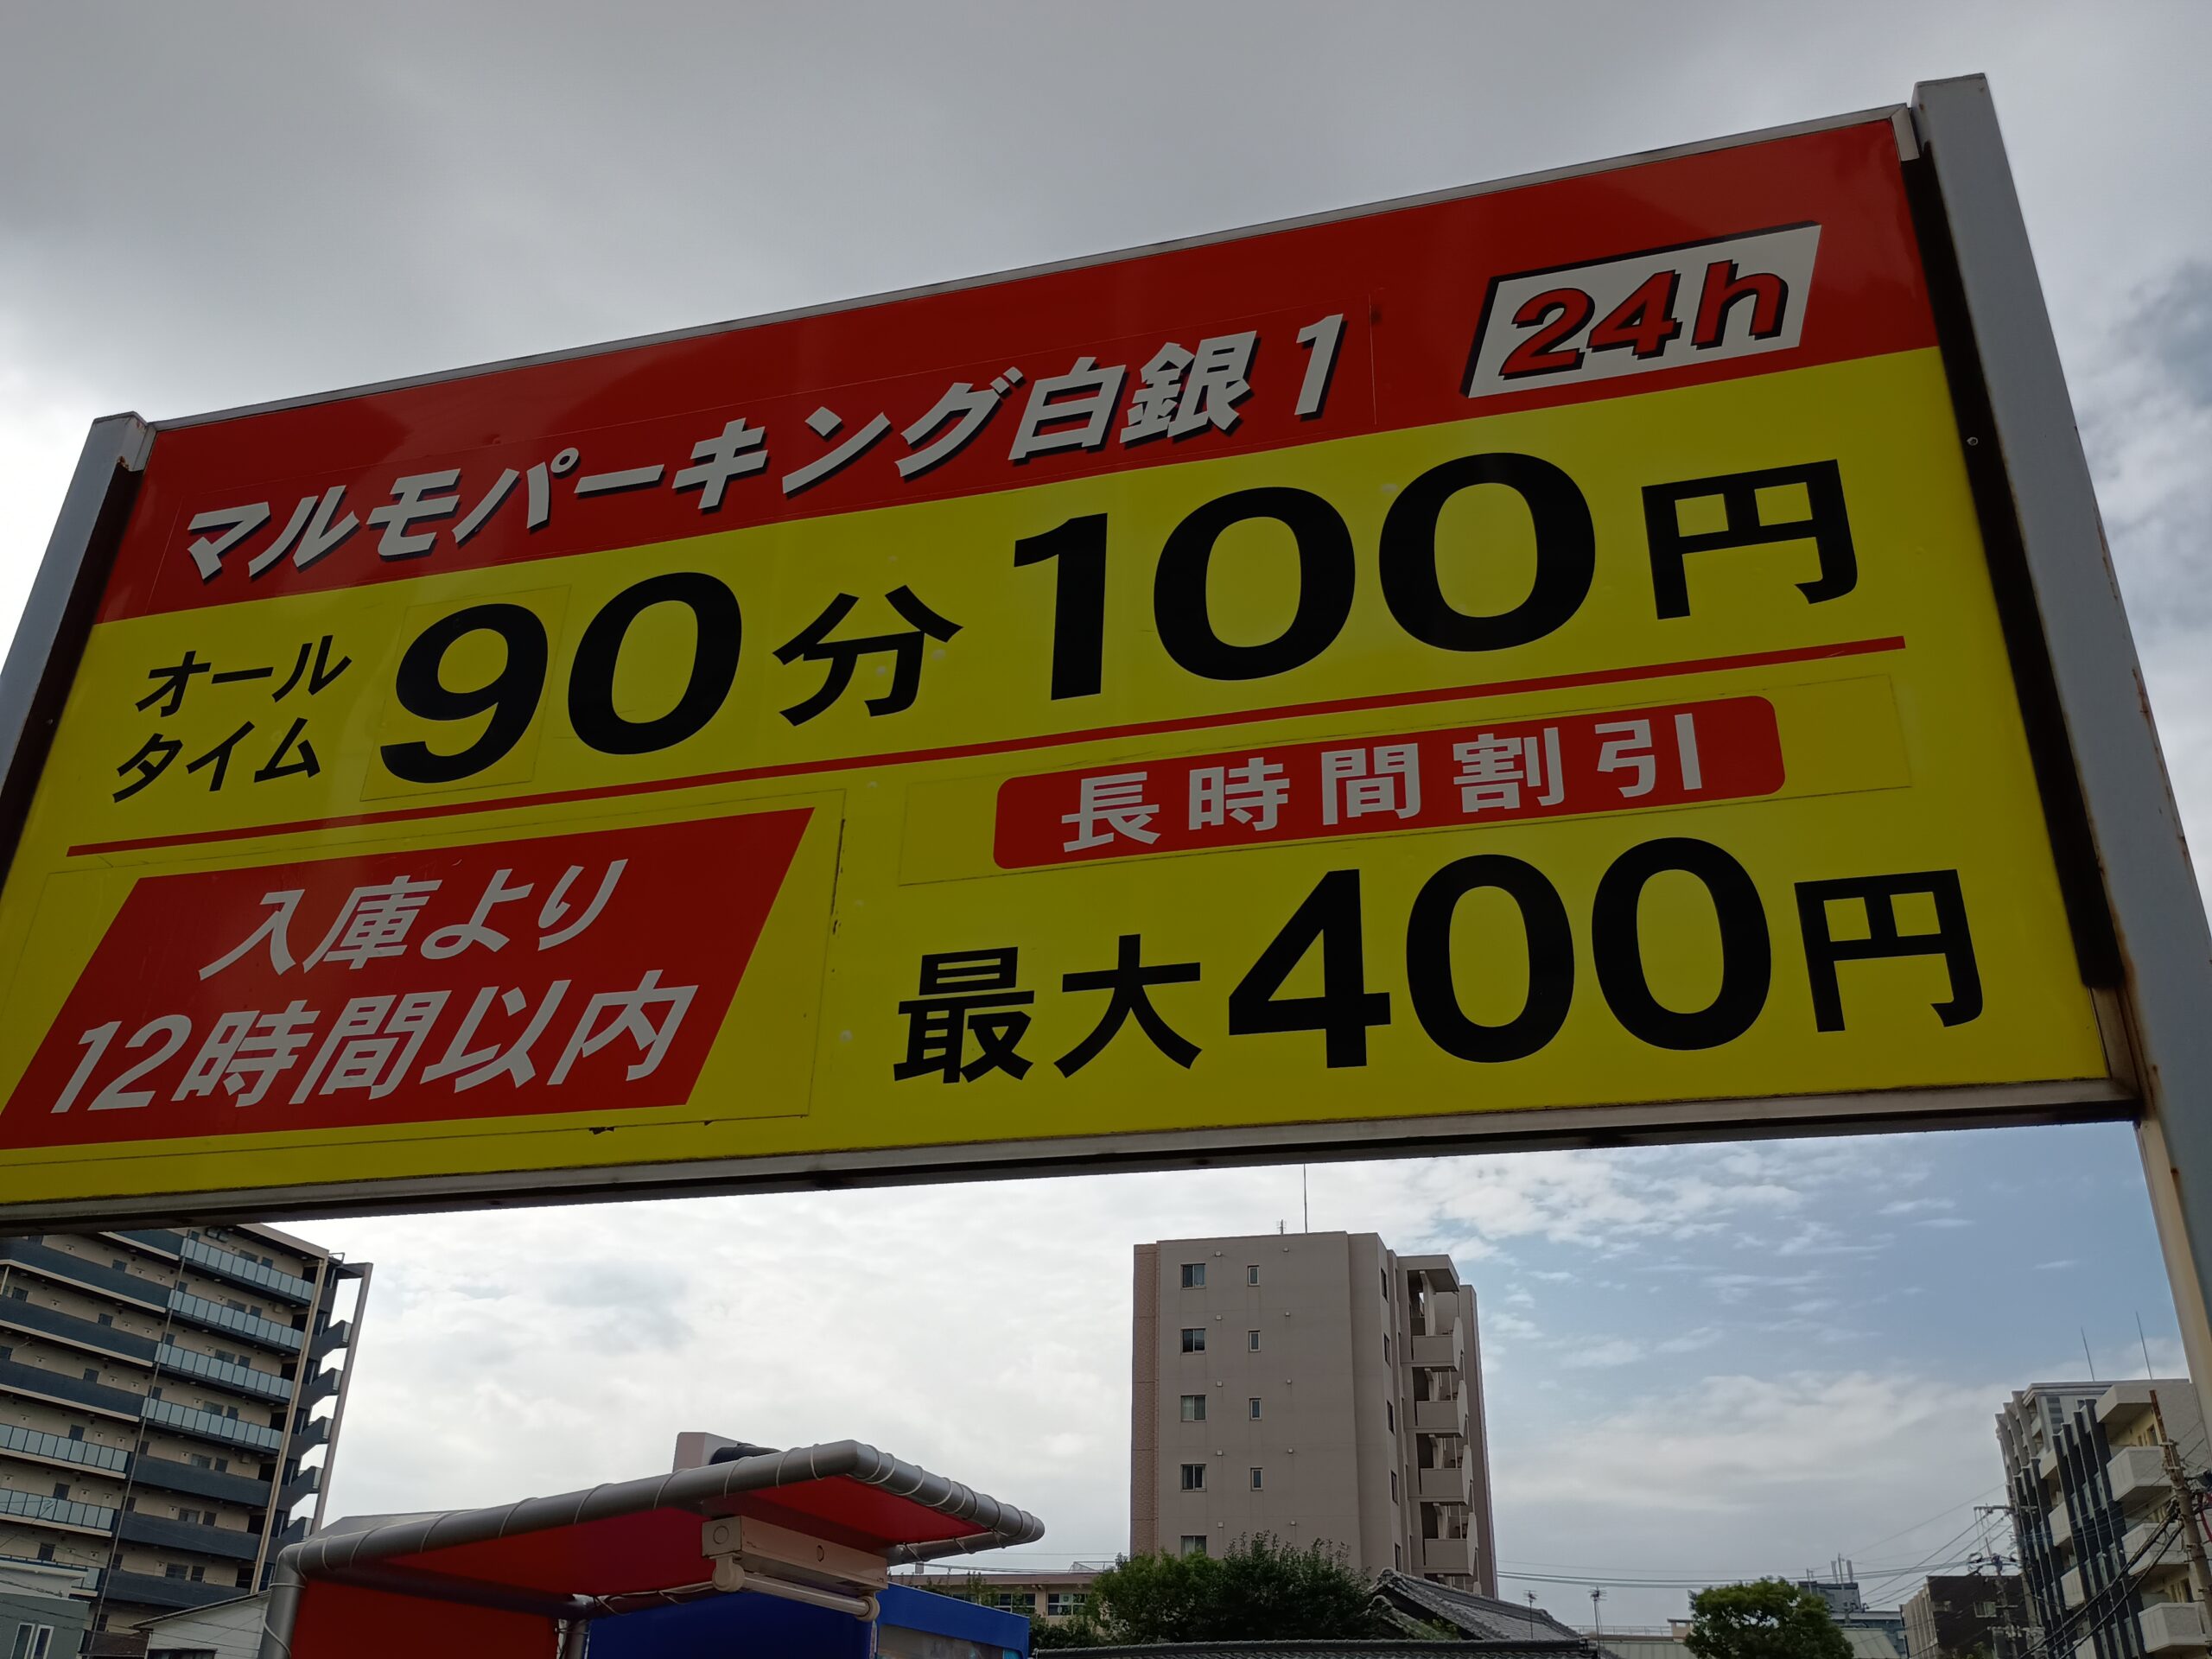 マルモパーキング白銀1 24h
オールタイム 90分 100円
長時間割引
入庫より
12時間以内
最大400円